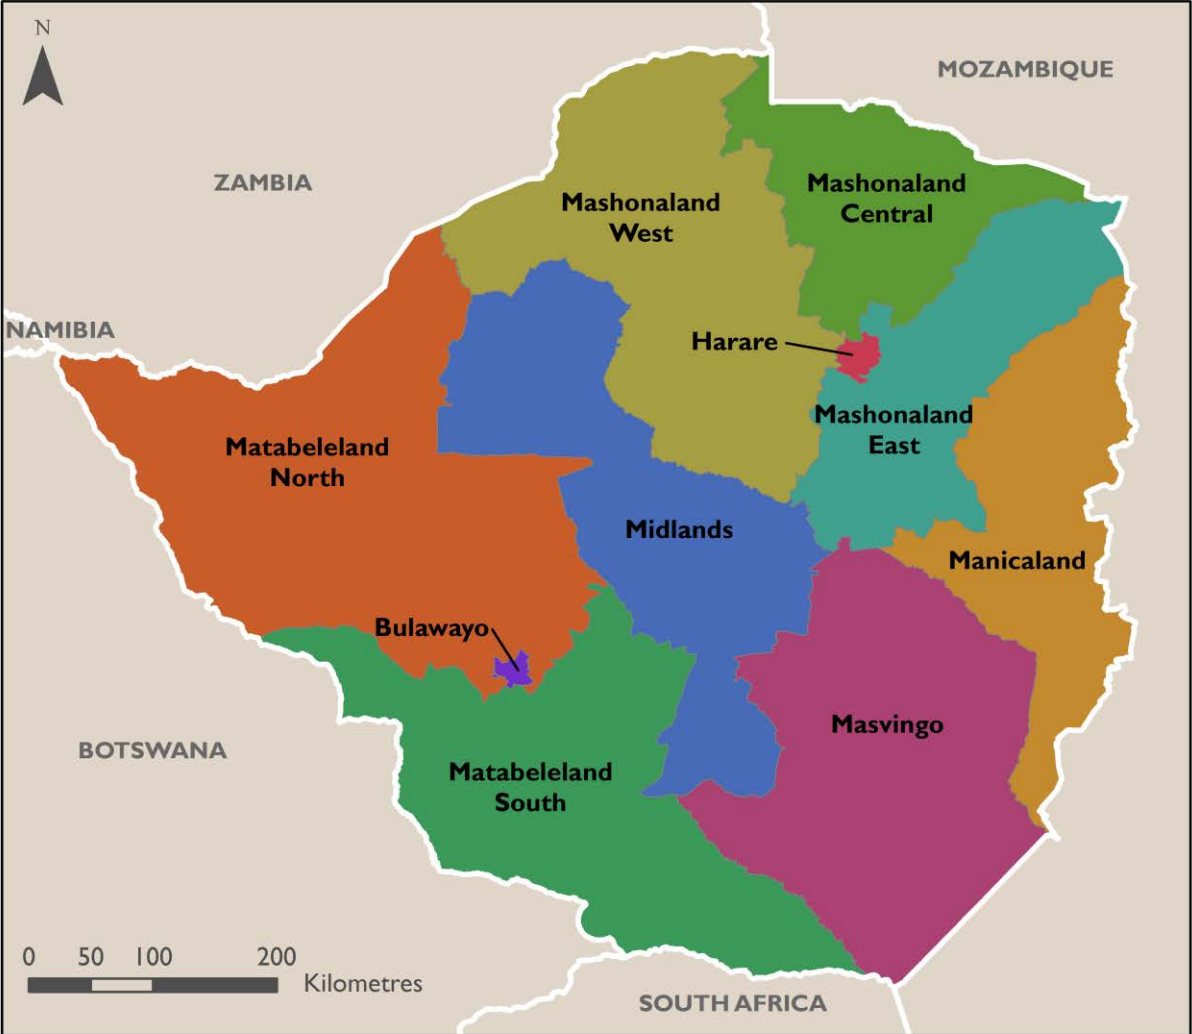 N
MOZAMBIQUE
ZAMBIA
Mashonaland
Central
Mashonaland
West
NAMIBIA
Harare
Mashonaland
East
Matabeleland
North
Midlands
Manicaland
Bulawayo
Masvingo
BOTSWANA
Matabeleland
South
0 50 100 200
Kilometres
SOUTH AFRICA